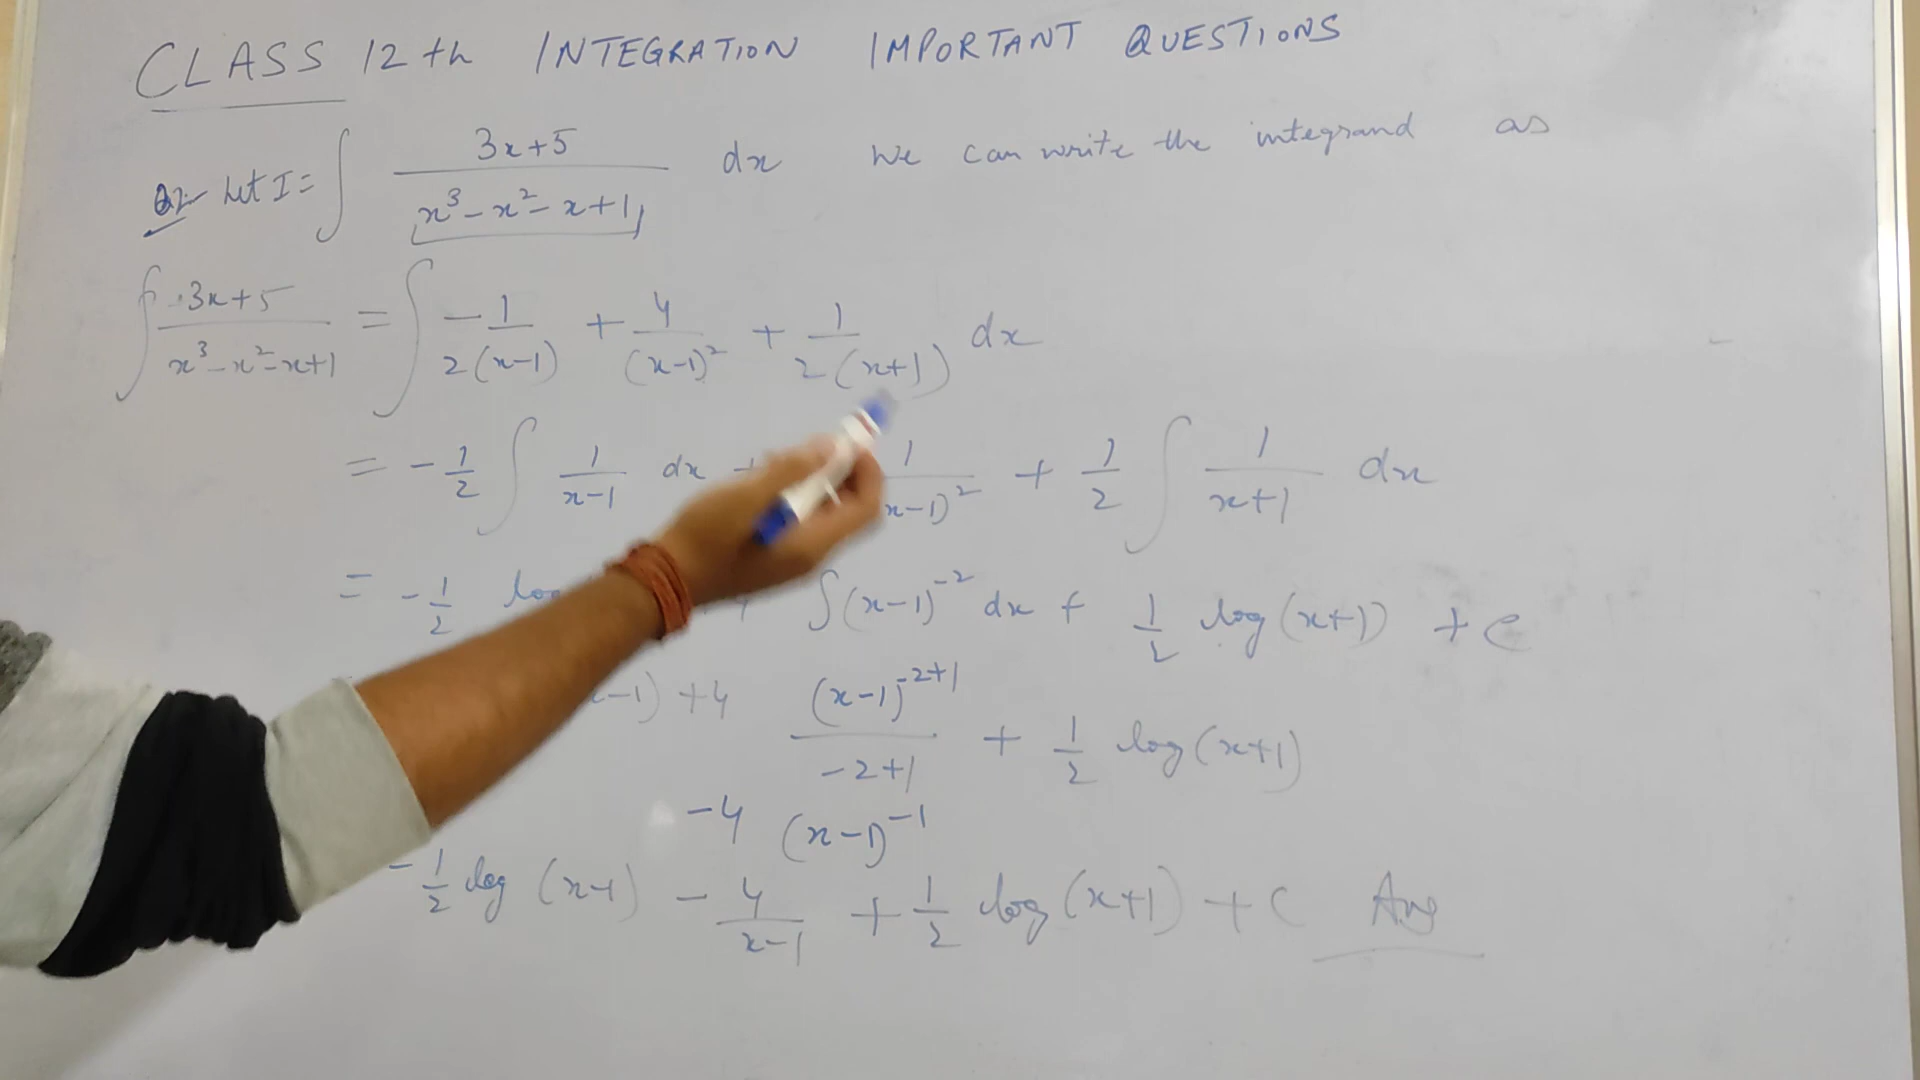 CLASS 12th INTEGRATION IMPORTANT QUESTIONS
Let I = ∫ (3x+5)/(x³-x²-x+1) dx We can write the integrand as
∫ (3x+5)/(x³-x²-x+1) = ∫ -1/(2(x-1)) + 4/(x-1)² + 1/(2(x+1)) dx
= -1/2 ∫ 1/(x-1) dx 1/(x-1)² + 1/2 ∫ 1/(x+1) dx
= -1/2 log +4 ∫(x-1)⁻² dx + 1/2 log(x+1) + C
x-1) +4 (x-1)⁻²⁺¹/(-2+1) + 1/2 log(x+1)
-4 (x-1)⁻¹
-1/2 log (x-1) - 4/(x-1) + 1/2 log(x+1) + C Ans